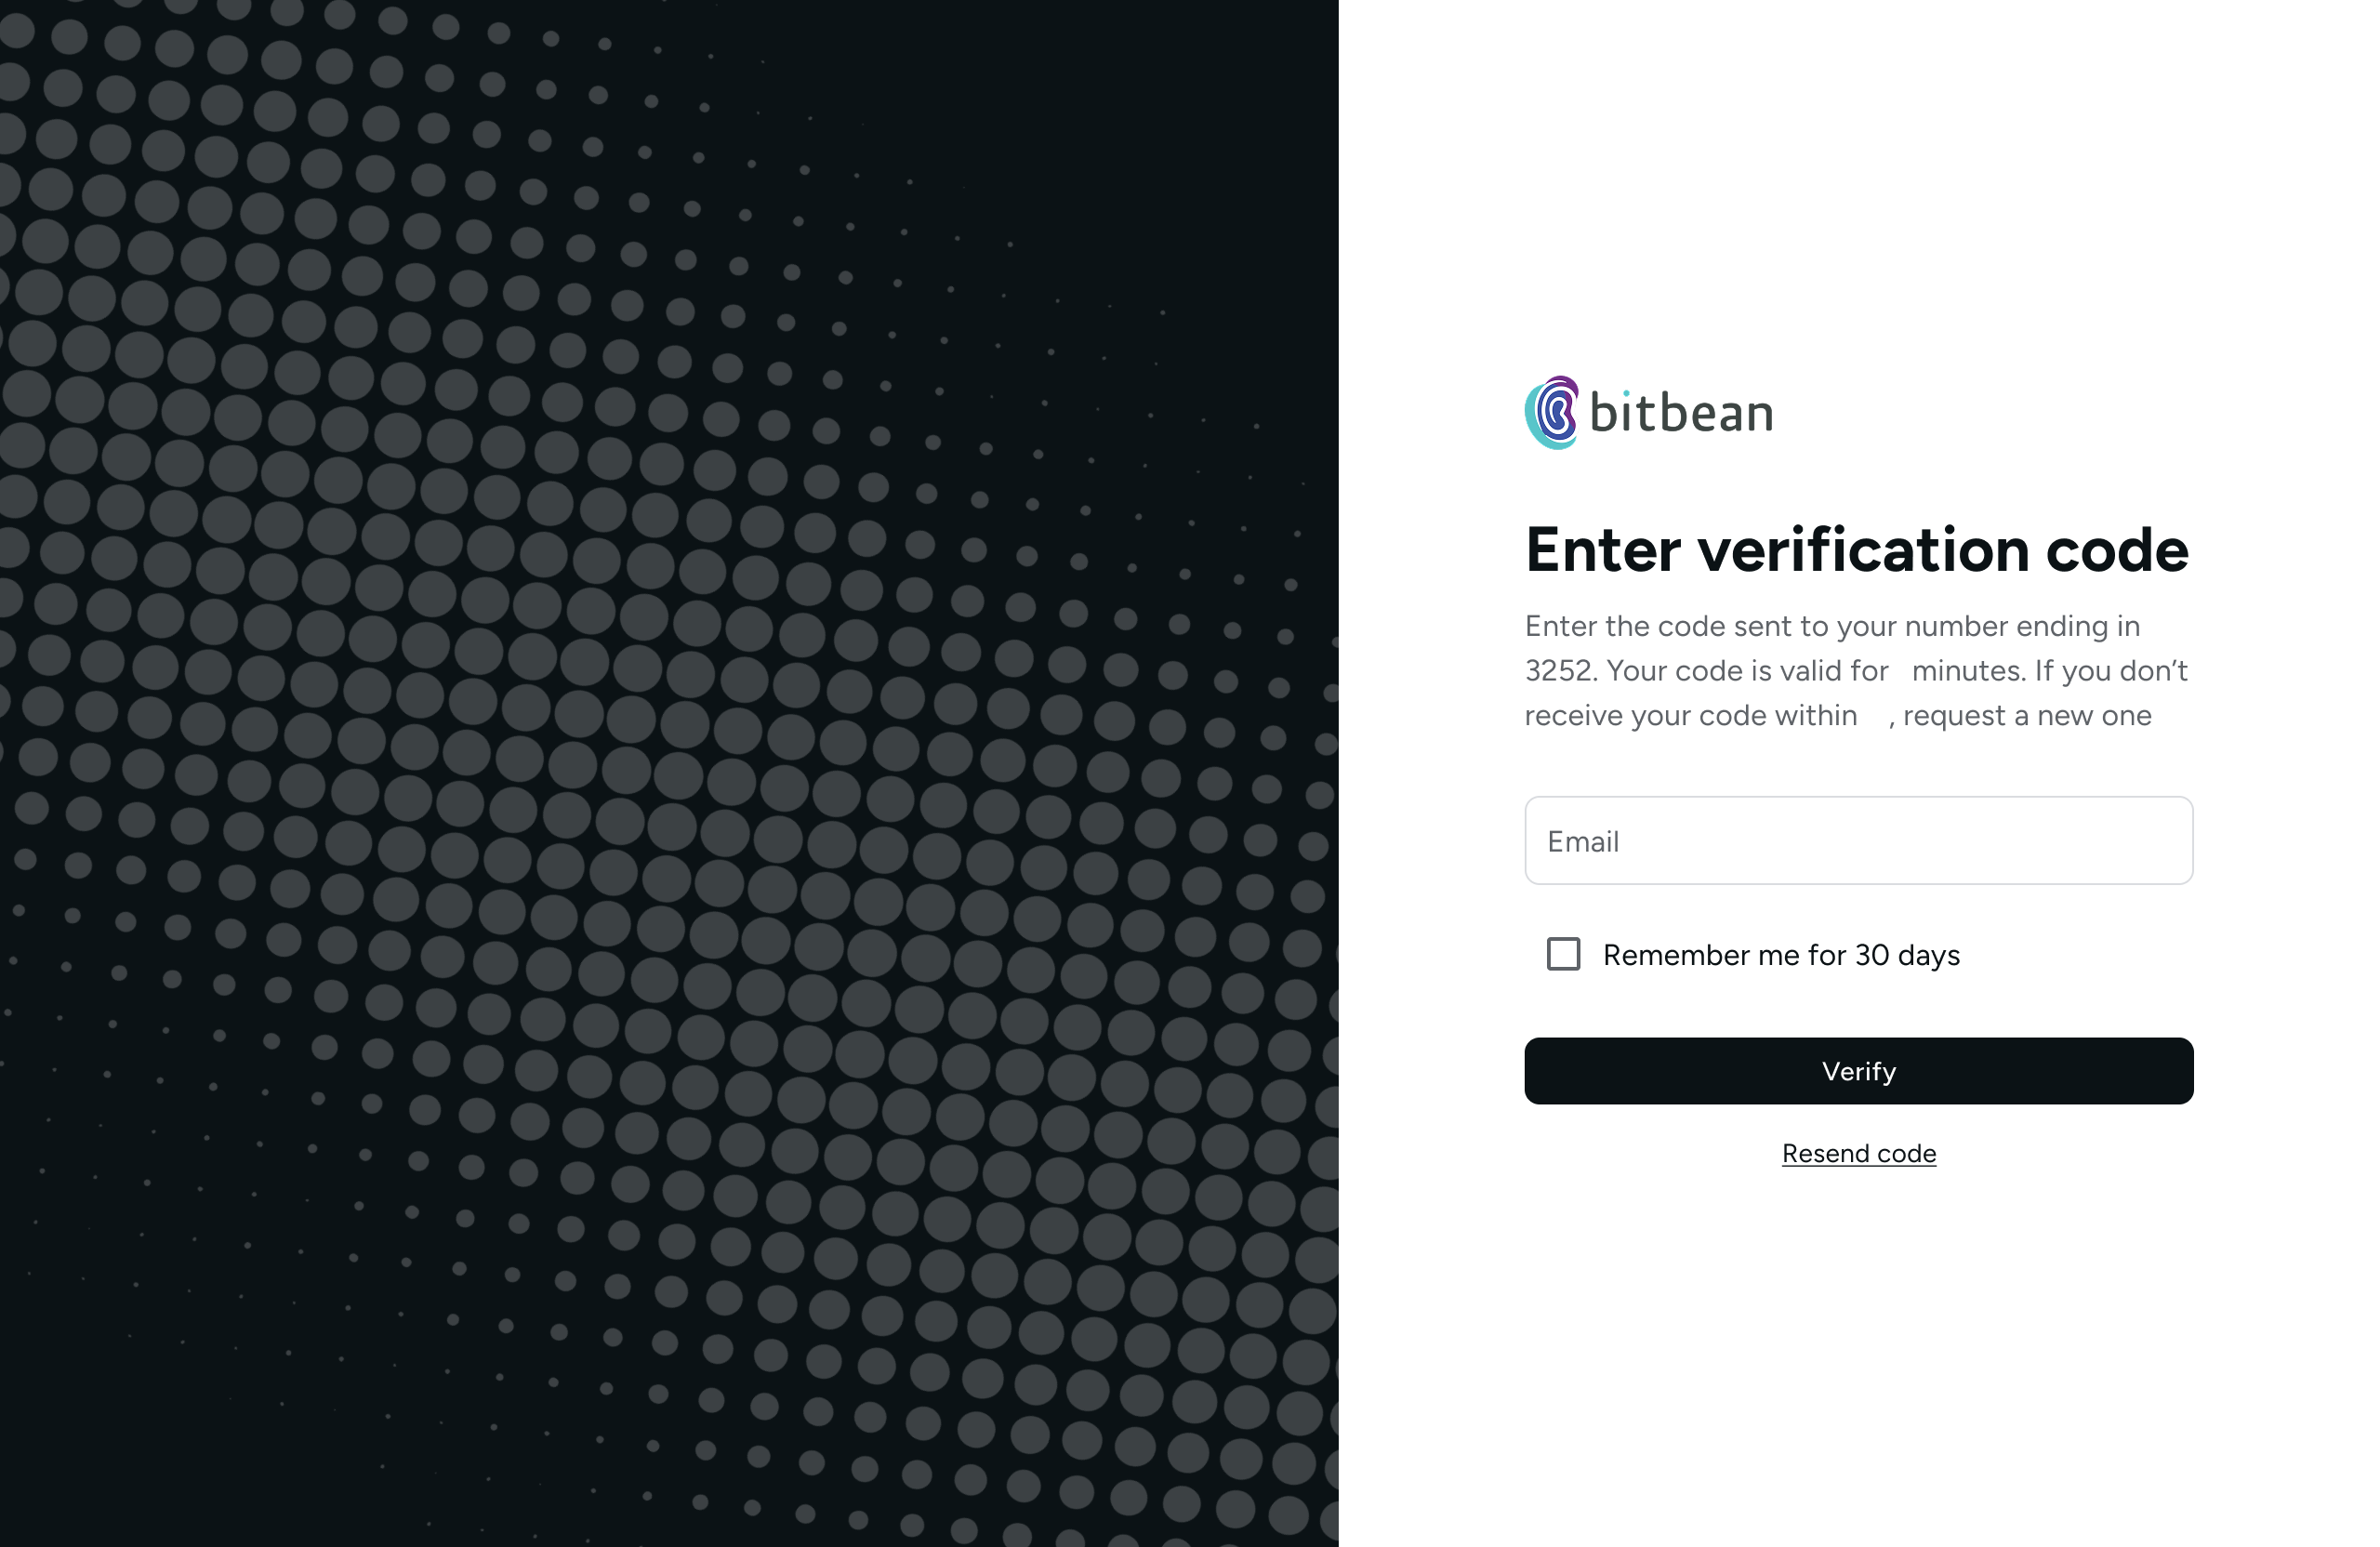 bitbean
Enter verification code
Enter the code sent to your number ending in
3252. Your code is valid for   minutes. If you don’t
receive your code within    , request a new one
Email
Remember me for 30 days
Verify
Resend code